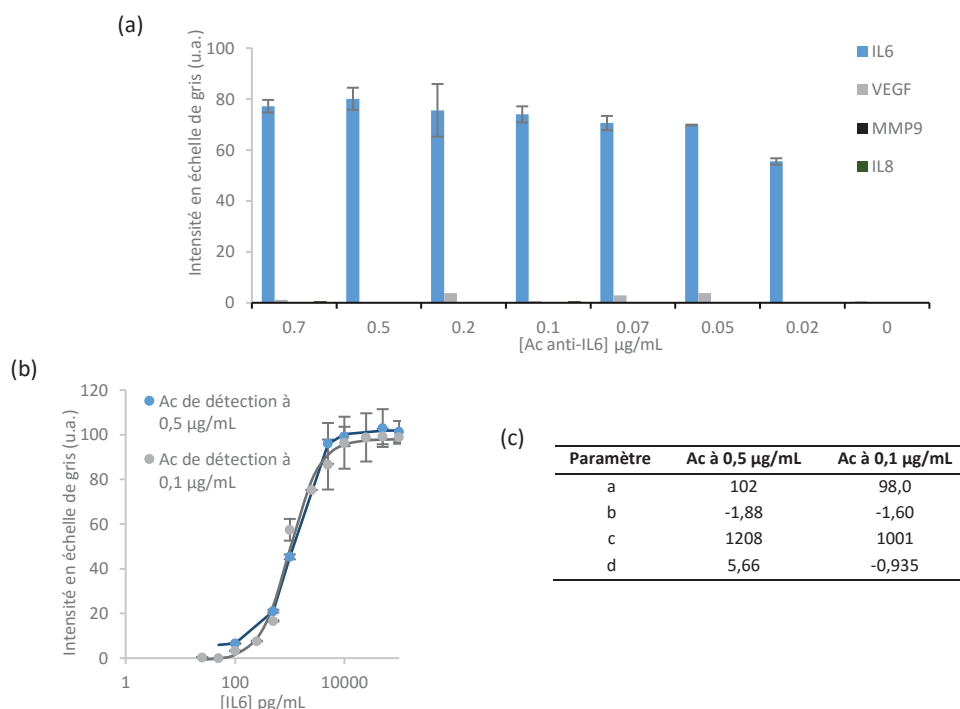 (a)
Intensité en échelle de gris (u.a.)
100
80
60
40
20
0
0.7 0.5 0.2 0.1 0.07 0.05 0.02 0
[Ac anti-IL6] µg/mL
IL6
VEGF
MMP9
IL8
(b)
Intensité en échelle de gris (u.a.)
120
100
80
60
40
20
0
1 100 10000
[IL6] pg/mL
Ac de détection à
0,5 µg/mL
Ac de détection à
0,1 µg/mL
(c)
Paramètre Ac à 0,5 µg/mL Ac à 0,1 µg/mL
a 102 98,0
b -1,88 -1,60
c 1208 1001
d 5,66 -0,935